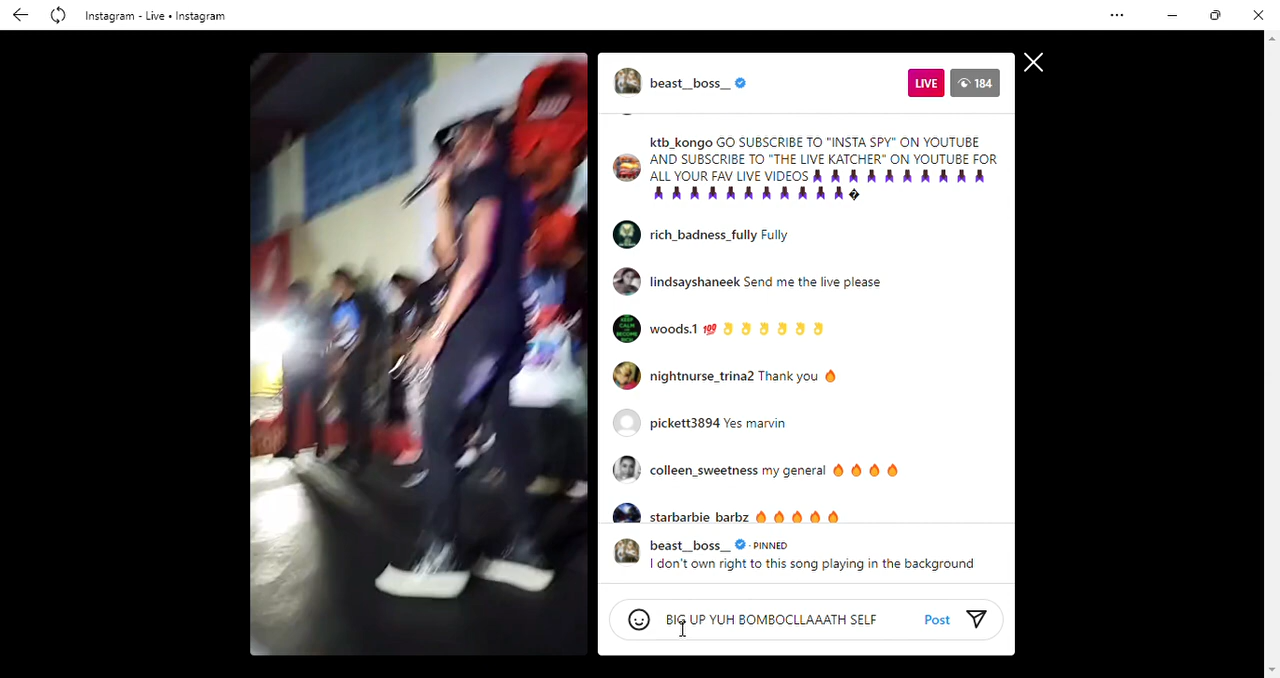 Instagram - Live • Instagram
beast__boss__
LIVE
184
ktb_kongo GO SUBSCRIBE TO "INSTA SPY" ON YOUTUBE
AND SUBSCRIBE TO "THE LIVE KATCHER" ON YOUTUBE FOR
ALL YOUR FAV LIVE VIDEOS
rich_badness_fully Fully
lindsayshaneek Send me the live please
woods.1 💯 👌 👌 👌 👌 👌 👌
nightnurse_trina2 Thank you 🔥
pickett3894 Yes marvin
colleen_sweetness my general 🔥 🔥 🔥 🔥
starbarbie_barbz 🔥 🔥 🔥 🔥 🔥
beast__boss__ · PINNED
I don't own right to this song playing in the background
BIG UP YUH BOMBOCLLAAATH SELF
Post